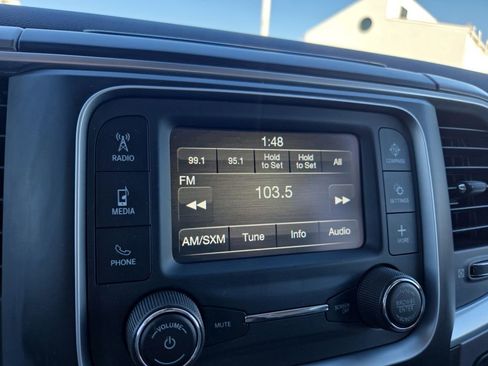 1:48
99.1 95.1 Hold to Set Hold to Set All
FM
103.5
AM/SXM Tune Info Audio
RADIO
MEDIA
PHONE
COMPASS
SETTINGS
MORE
VOLUME
MUTE
SCREEN OFF
BROWSE
ENTER